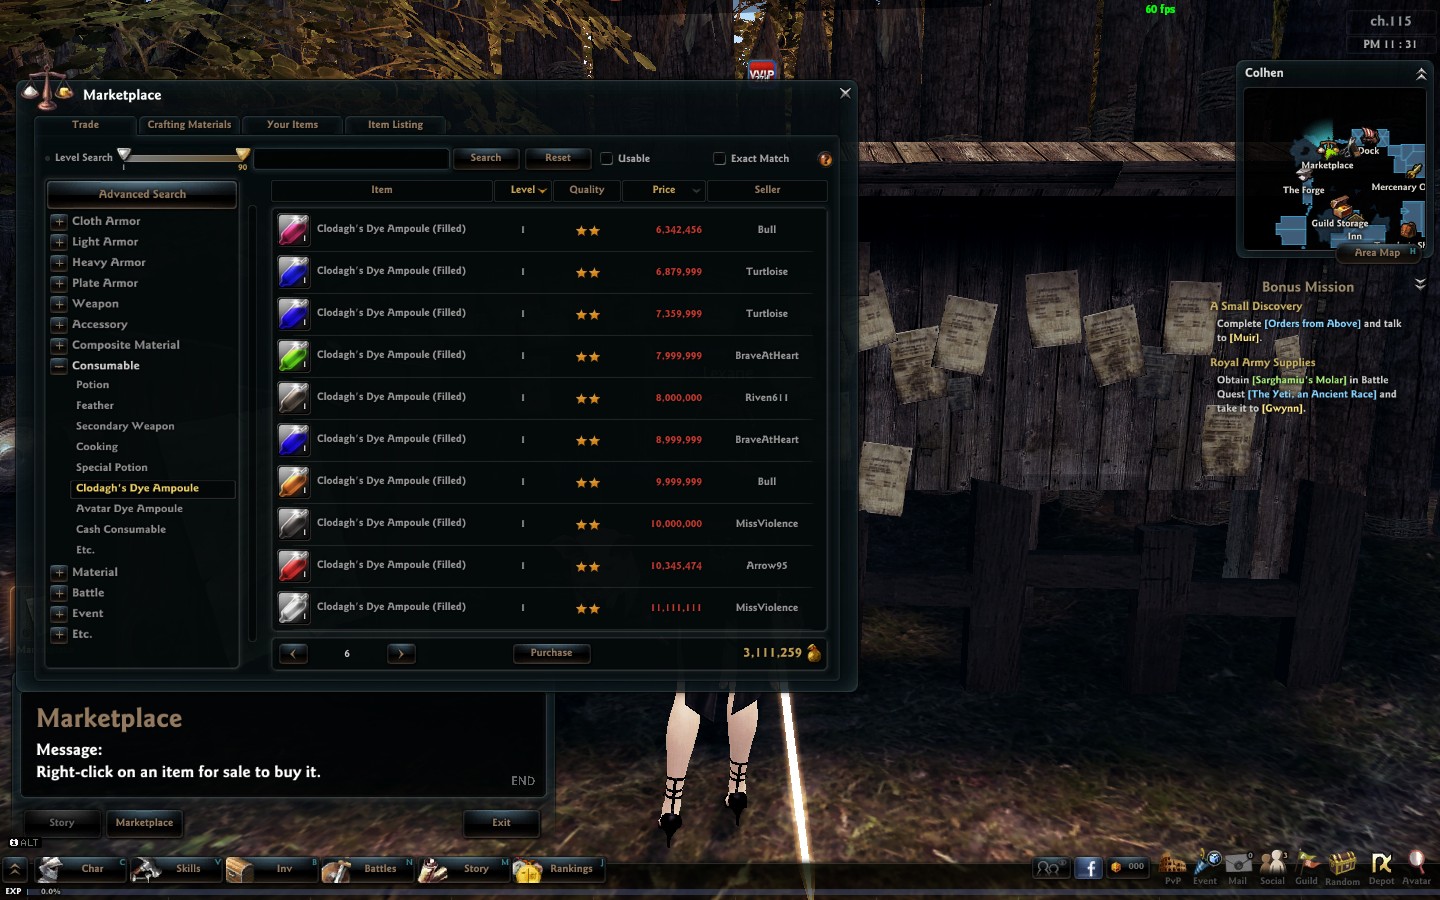 60 fps
ch.115
PM 11 : 31
VVIP
Colhen
Dock
Marketplace
The Forge
Mercenary O
Guild Storage
Inn
Area Map H
Bonus Mission
A Small Discovery
Complete [Orders from Above] and talk
to [Muir].
Royal Army Supplies
Obtain [Sarghamiu's Molar] in Battle
Quest [The Yeti, an Ancient Race] and
take it to [Gwynn].
Marketplace
Trade Crafting Materials Your Items Item Listing
Level Search 1 90 Search Reset Usable Exact Match ?
Advanced Search
Cloth Armor
Light Armor
Heavy Armor
Plate Armor
Weapon
Accessory
Composite Material
Consumable
Potion
Feather
Secondary Weapon
Cooking
Special Potion
Clodagh's Dye Ampoule
Avatar Dye Ampoule
Cash Consumable
Etc.
Material
Battle
Event
Etc.
Item Level Quality Price Seller
Clodagh's Dye Ampoule (Filled) 1 6,342,456 Bull
Clodagh's Dye Ampoule (Filled) 1 6,879,999 Turtloise
Clodagh's Dye Ampoule (Filled) 1 7,359,999 Turtloise
Clodagh's Dye Ampoule (Filled) 1 7,999,999 BraveAtHeart
Clodagh's Dye Ampoule (Filled) 1 8,000,000 Riven611
Clodagh's Dye Ampoule (Filled) 1 8,999,999 BraveAtHeart
Clodagh's Dye Ampoule (Filled) 1 9,999,999 Bull
Clodagh's Dye Ampoule (Filled) 1 10,000,000 MissViolence
Clodagh's Dye Ampoule (Filled) 1 10,345,474 Arrow95
Clodagh's Dye Ampoule (Filled) 1 11,111,111 MissViolence
6 Purchase 3,111,259
Marketplace
Message:
Right-click on an item for sale to buy it.
END
Story Marketplace Exit
ALT
Char C Skills V Inv B Battles N Story M Rankings J
f 000 PvP Event Mail Social Guild Random Depot Avatar
EXP 0.0%